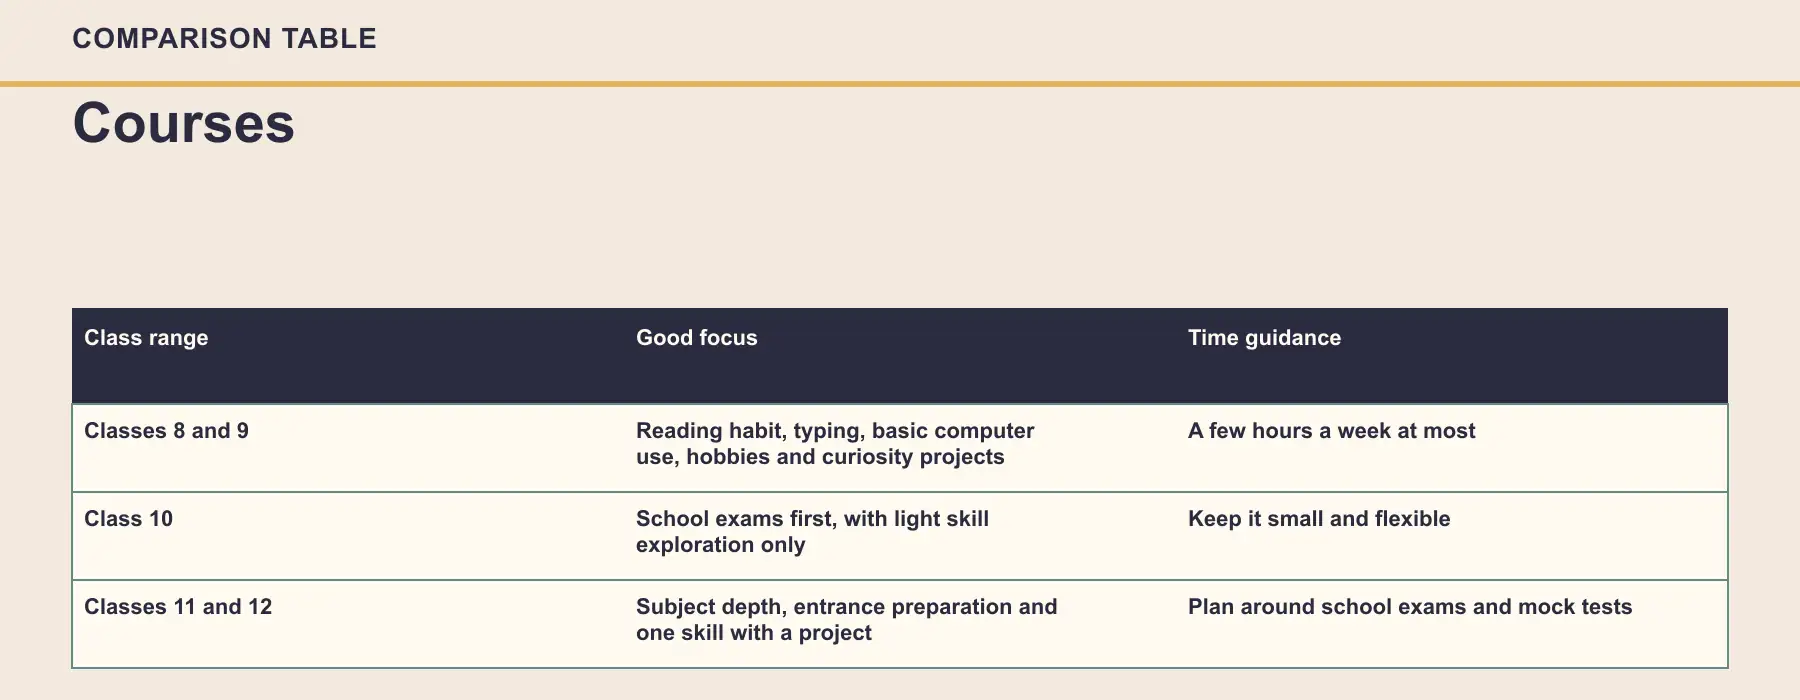 COMPARISON TABLE
Courses
Class range
Good focus
Time guidance
Classes 8 and 9
Reading habit, typing, basic computer
use, hobbies and curiosity projects
A few hours a week at most
Class 10
School exams first, with light skill
exploration only
Keep it small and flexible
Classes 11 and 12
Subject depth, entrance preparation and
one skill with a project
Plan around school exams and mock tests